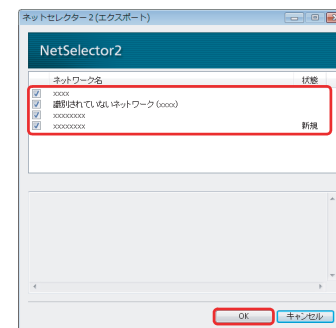 ネットセレクター2(エクスポート)
NetSelector2
ネットワーク名 状態
xxxx
識別されていないネットワーク (xxxx)
xxxxxxxx
xxxxxxxx 新規
OK キャンセル